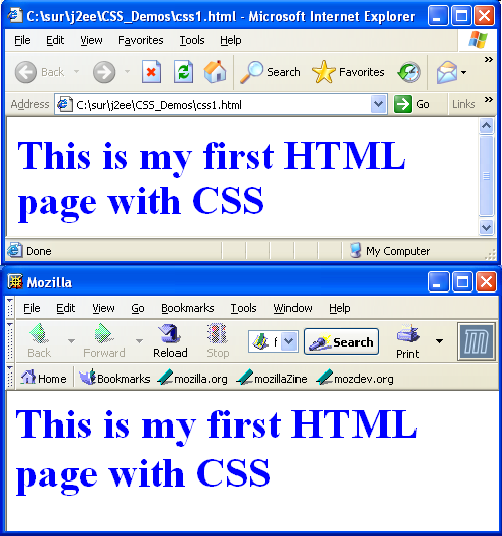 C:\sur\j2ee\CSS_Demos\css1.html - Microsoft Internet Explorer
File Edit View Favorites Tools Help
Back Search Favorites
Address C:\sur\j2ee\CSS_Demos\css1.html Go Links
This is my first HTML
page with CSS
Done My Computer
Mozilla
File Edit View Go Bookmarks Tools Window Help
Back Forward Reload Stop f Search Print
Home Bookmarks mozilla.org mozillaZine mozdev.org
This is my first HTML
page with CSS